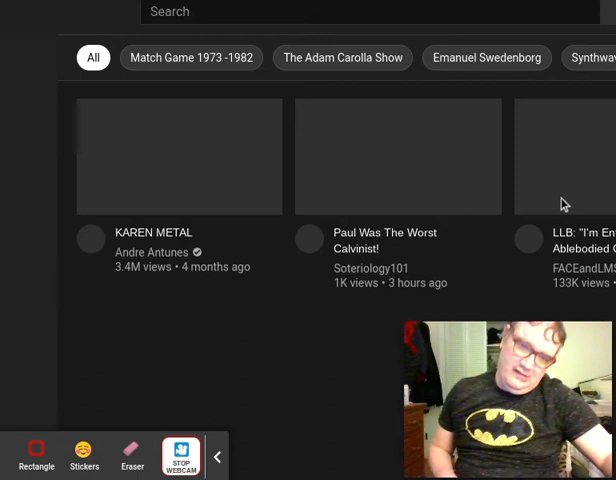 Search
All
Match Game 1973 -1982
The Adam Carolla Show
Emanuel Swedenborg
KAREN METAL
Andre Antunes
3.4M views • 4 months ago
Paul Was The Worst
Calvinist!
Soteriology101
1K views • 3 hours ago
LLB: "I'm
Ablebodied
133K views •
Rectangle
Stickers
Eraser
STOP
WEBCAM